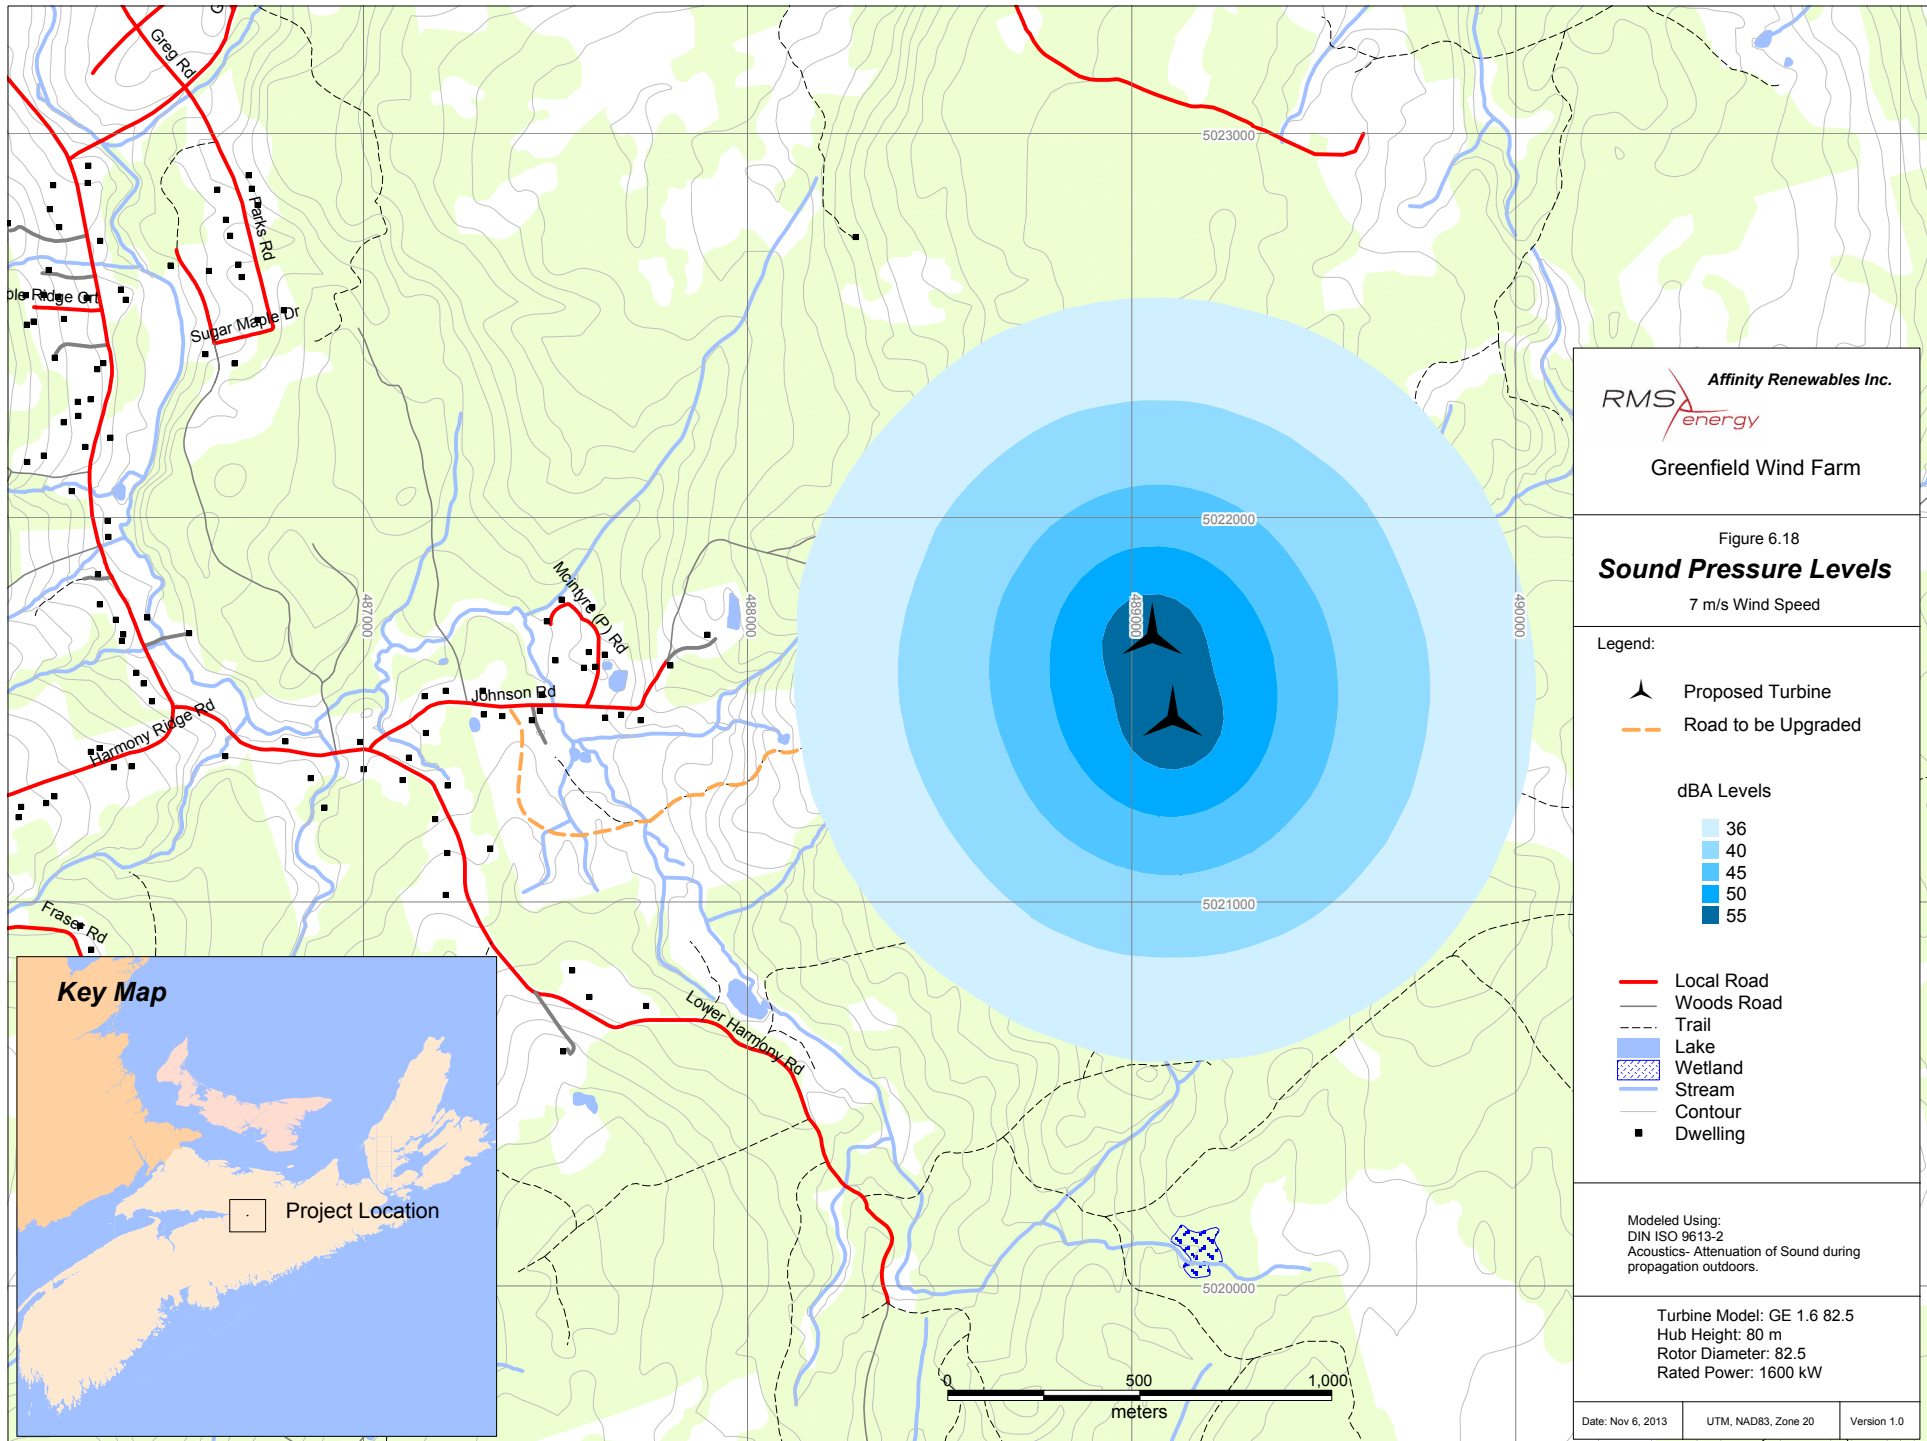 Greg Rd
G
Parks Rd
ole Ridge Crt
Sugar Maple Dr
5023000
5022000
5021000
5020000
487000
488000
489000
490000
Mcintyre (P) Rd
Johnson Rd
Harmony Ridge Rd
Fraser Rd
Lower Harmony Rd
Key Map
Project Location
0 500 1,000
meters
RMS energy
Affinity Renewables Inc.
Greenfield Wind Farm
Figure 6.18
Sound Pressure Levels
7 m/s Wind Speed
Legend:
Proposed Turbine
Road to be Upgraded
dBA Levels
36
40
45
50
55
Local Road
Woods Road
Trail
Lake
Wetland
Stream
Contour
Dwelling
Modeled Using:
DIN ISO 9613-2
Acoustics- Attenuation of Sound during
propagation outdoors.
Turbine Model: GE 1.6 82.5
Hub Height: 80 m
Rotor Diameter: 82.5
Rated Power: 1600 kW
Date: Nov 6, 2013 UTM, NAD83, Zone 20 Version 1.0